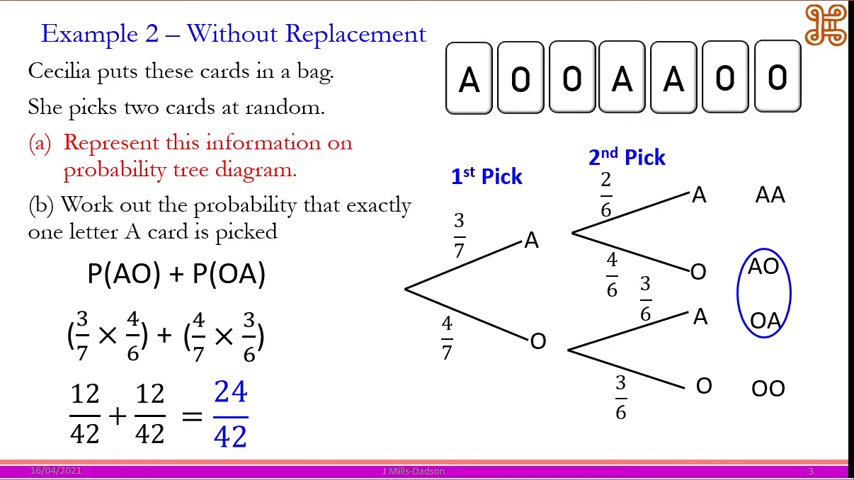 Example 2 – Without Replacement
Cecilia puts these cards in a bag.
She picks two cards at random.
(a) Represent this information on
probability tree diagram.
(b) Work out the probability that exactly
one letter A card is picked
P(AO) + P(OA)
(3/7 × 4/6) + (4/7 × 3/6)
12/42 + 12/42 = 24/42
A O O A A O O
1st Pick
2nd Pick
3/7
A
4/7
O
2/6
A
AA
4/6
O
AO
3/6
A
OA
3/6
O
OO
16/04/2021
J Mills-Dadson
3